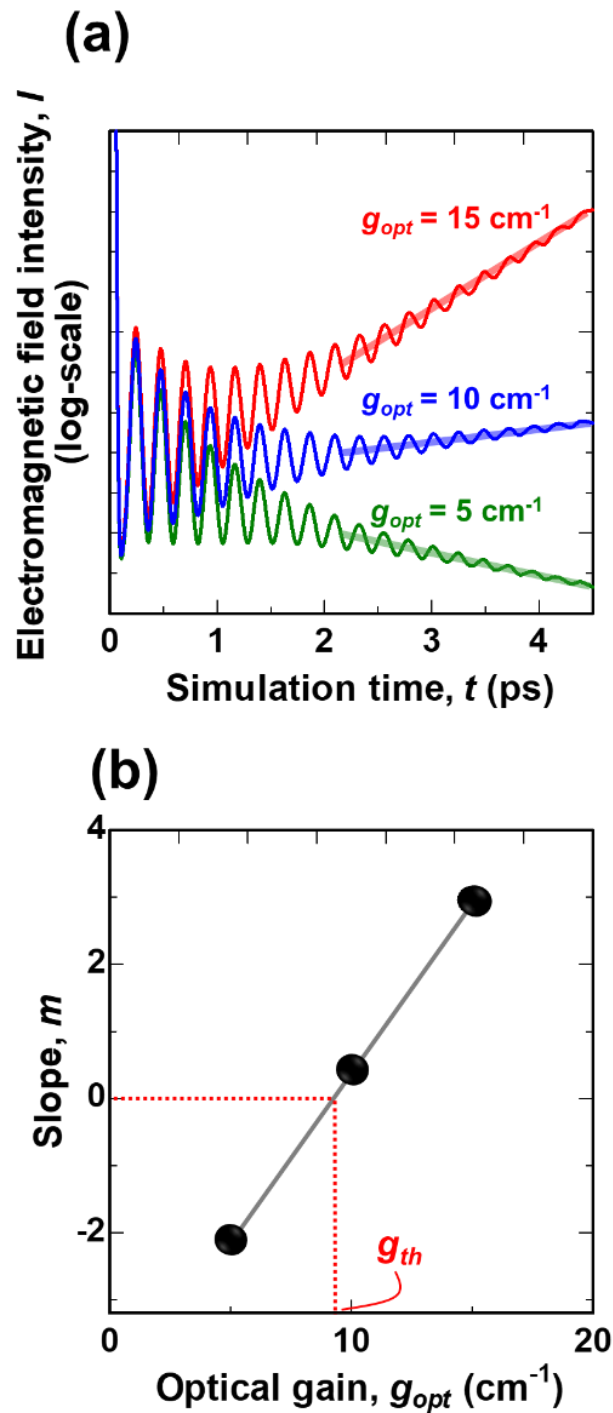 (a)
Electromagnetic field intensity, I
(log-scale)
g_opt = 15 cm⁻¹
g_opt = 10 cm⁻¹
g_opt = 5 cm⁻¹
0 1 2 3 4
Simulation time, t (ps)
(b)
4
2
0
-2
Slope, m
g_th
0 10 20
Optical gain, g_opt (cm⁻¹)